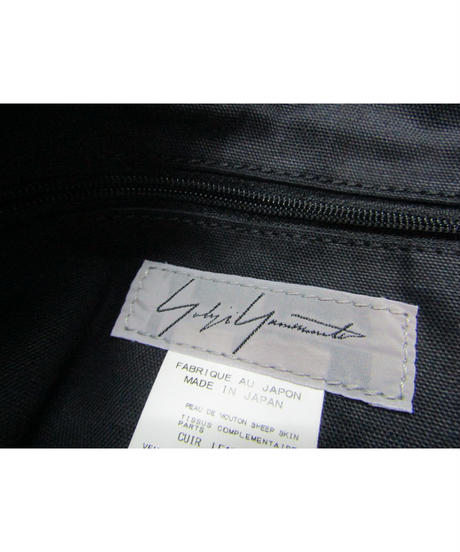 Yohji Yamamoto
FABRIQUE AU JAPON
MADE IN JAPAN
PEAU DE MOUTON SHEEP SKIN
TISSUS COMPLEMENTAIRE
PARTS
CUIR